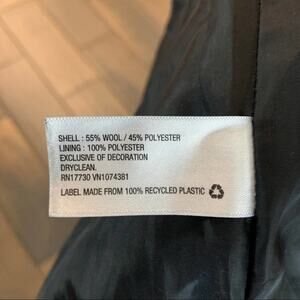 SHELL : 55% WOOL / 45% POLYESTER
LINING : 100% POLYESTER
EXCLUSIVE OF DECORATION
DRYCLEAN.
RN17730 VN1074381
LABEL MADE FROM 100% RECYCLED PLASTIC